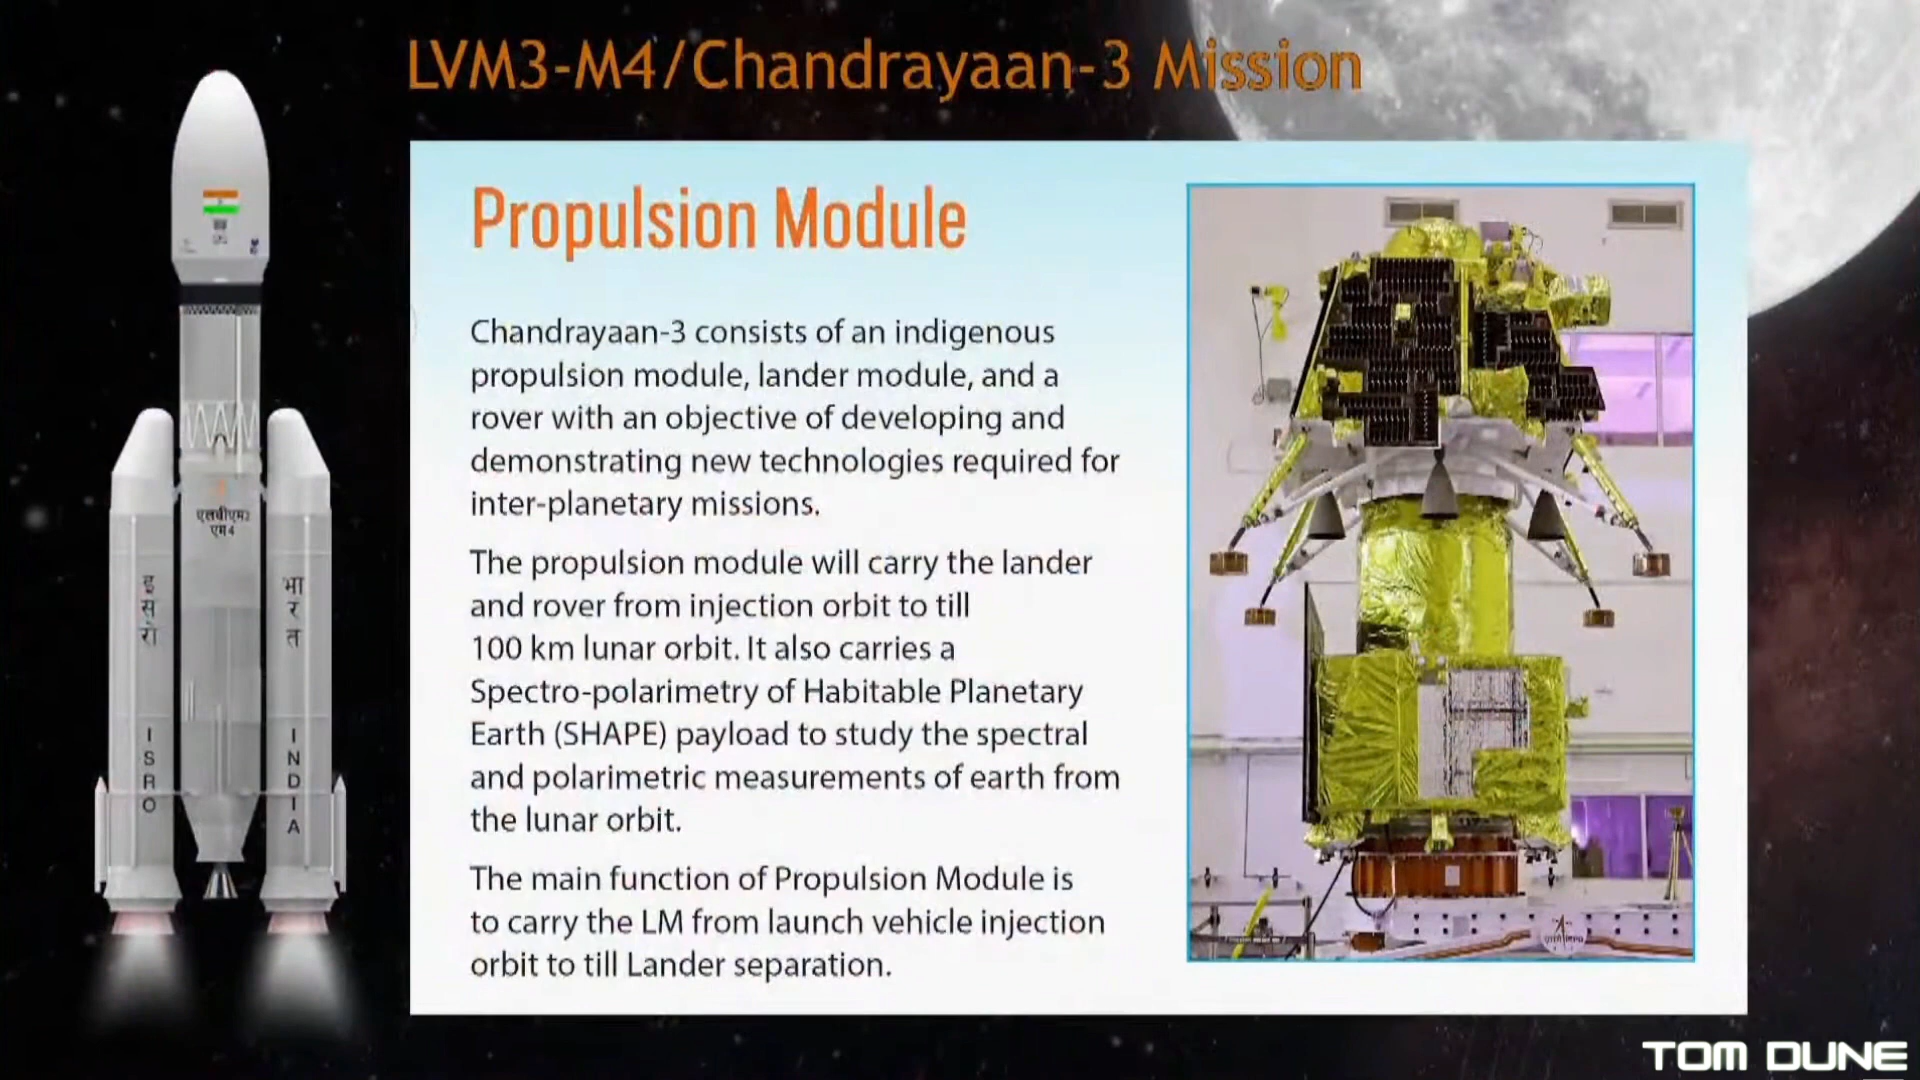 LVM3-M4/Chandrayaan-3 Mission
Propulsion Module
Chandrayaan-3 consists of an indigenous
propulsion module, lander module, and a
rover with an objective of developing and
demonstrating new technologies required for
inter-planetary missions.
The propulsion module will carry the lander
and rover from injection orbit to till
100 km lunar orbit. It also carries a
Spectro-polarimetry of Habitable Planetary
Earth (SHAPE) payload to study the spectral
and polarimetric measurements of earth from
the lunar orbit.
The main function of Propulsion Module is
to carry the LM from launch vehicle injection
orbit to till Lander separation.
एलवीएम3
एम4
इसरो
भारत
ISRO
INDIA
TOM DUNE